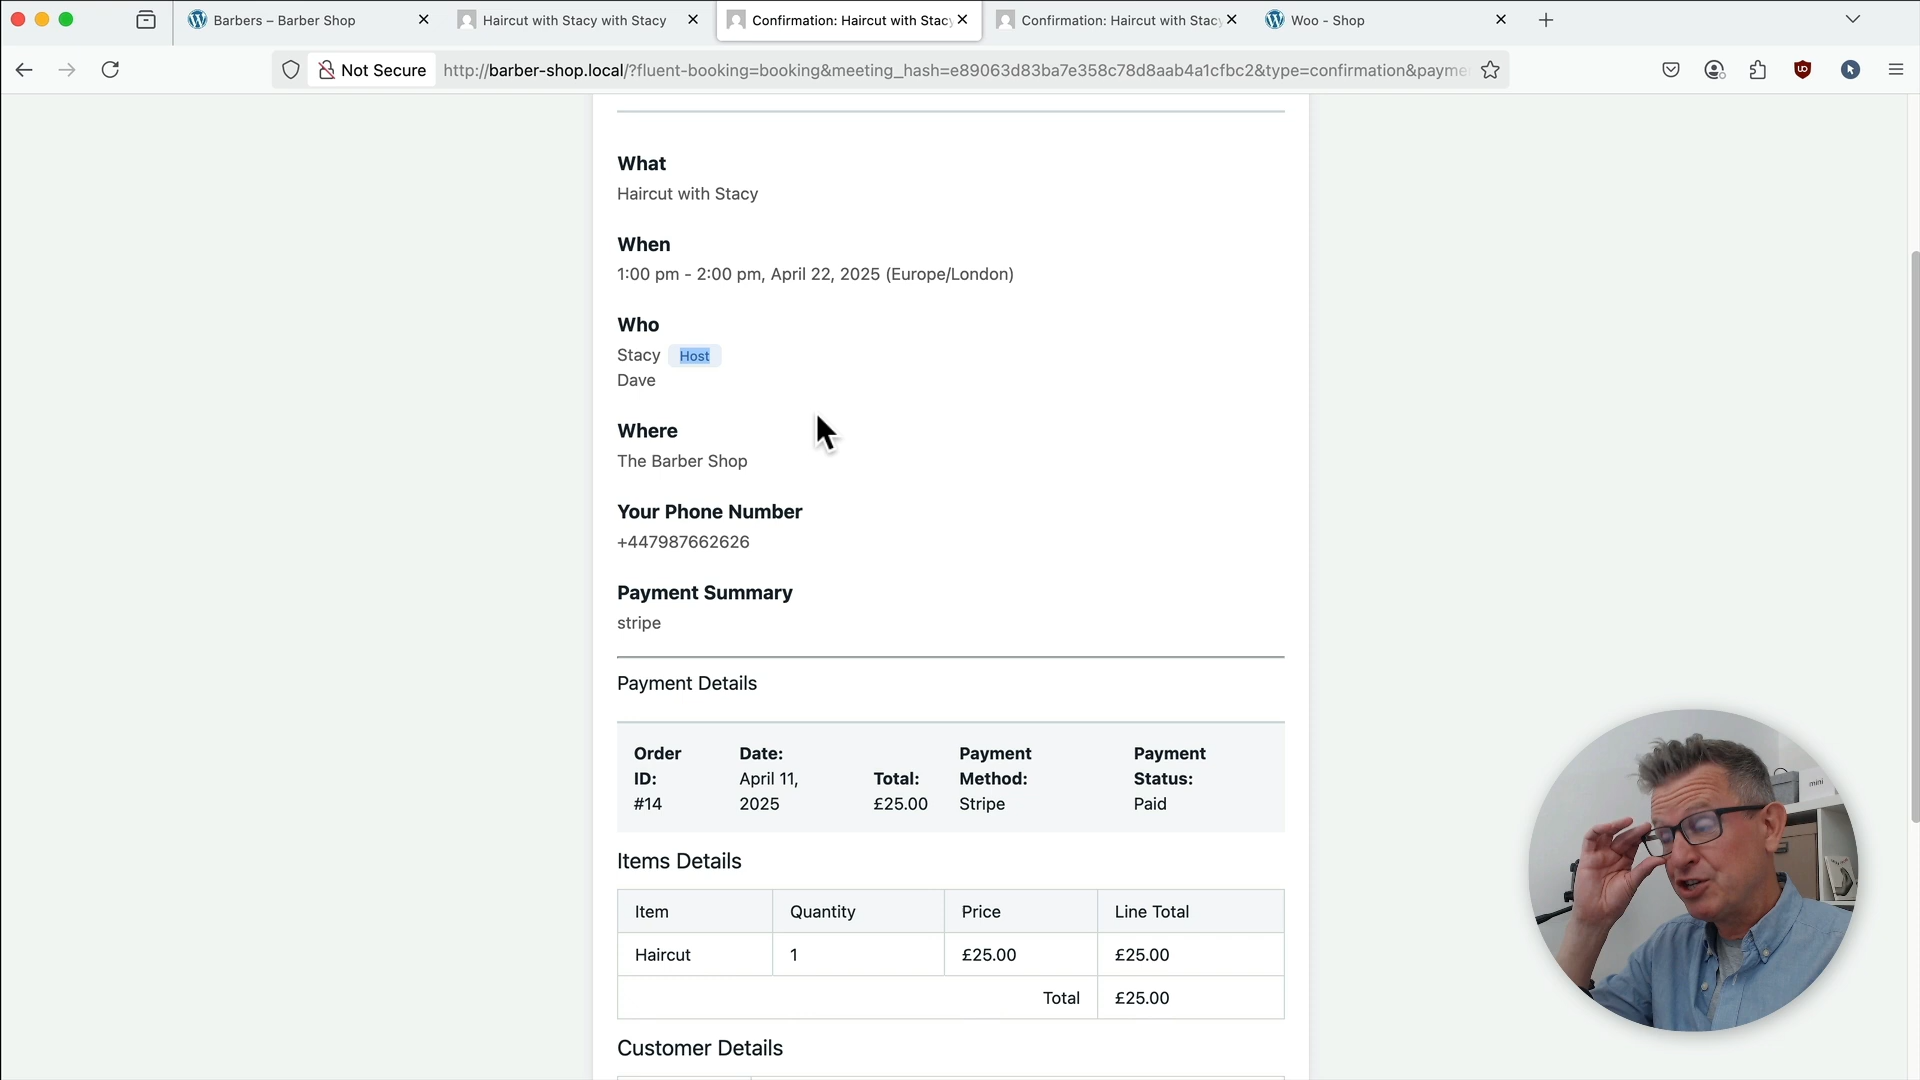 Barbers – Barber Shop
Haircut with Stacy with Stacy
Confirmation: Haircut with Stac
Confirmation: Haircut with Stac
Woo - Shop
Not Secure
http://barber-shop.local/?fluent-booking=booking&meeting_hash=e89063d83ba7e358c78d8aab4a1cfbc2&type=confirmation&payme
What
Haircut with Stacy
When
1:00 pm - 2:00 pm, April 22, 2025 (Europe/London)
Who
Stacy Host
Dave
Where
The Barber Shop
Your Phone Number
+447987662626
Payment Summary
stripe
Payment Details
Order ID: #14
Date: April 11, 2025
Total: £25.00
Payment Method: Stripe
Payment Status: Paid
Items Details
Item Quantity Price Line Total
Haircut 1 £25.00 £25.00
Total £25.00
Customer Details
mini